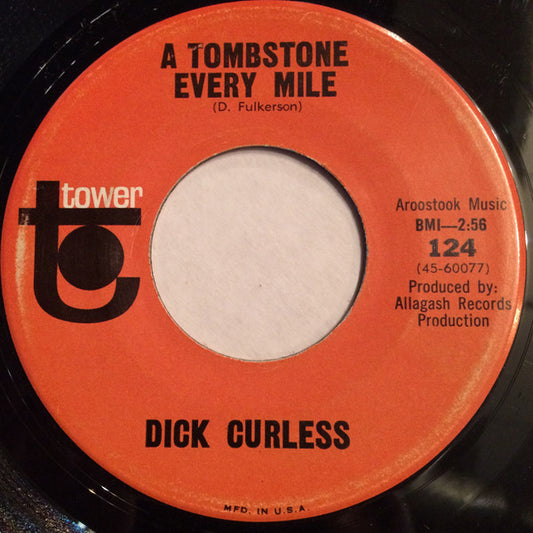 A TOMBSTONE
EVERY MILE
(D. Fulkerson)
tower
Aroostook Music
BMI—2:56
124
(45-60077)
Produced by:
Allagash Records
Production
DICK CURLESS
MFD. IN U.S.A.